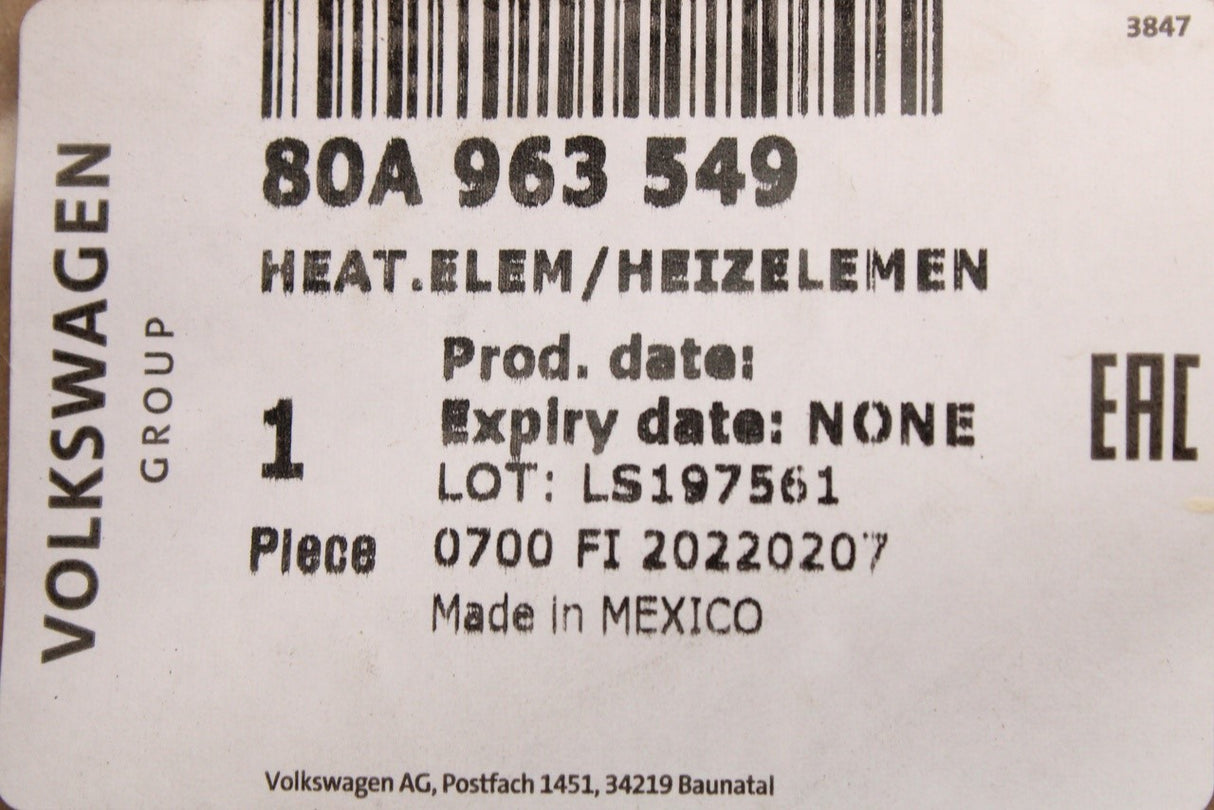 3847
80A 963 549
HEAT.ELEM/HEIZELEMEN
Prod. date:
Expiry date: NONE
1
LOT: LS197561
Piece
0700 FI 20220207
Made in MEXICO
EAC
VOLKSWAGEN
GROUP
Volkswagen AG, Postfach 1451, 34219 Baunatal